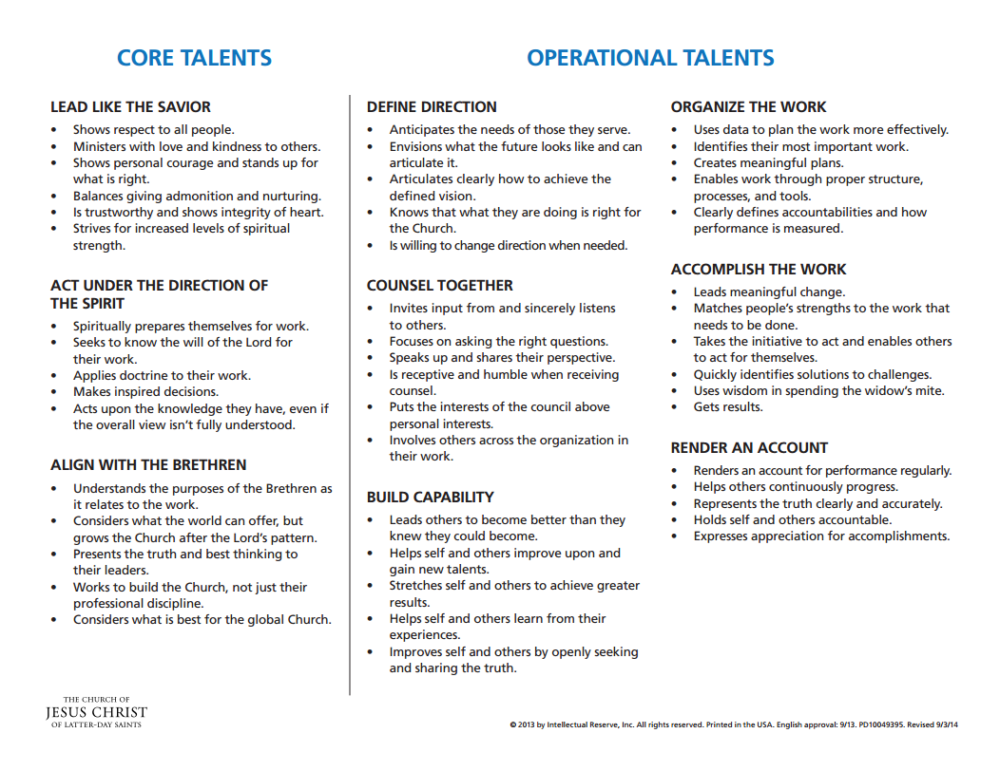 CORE TALENTS
LEAD LIKE THE SAVIOR
• Shows respect to all people.
• Ministers with love and kindness to others.
• Shows personal courage and stands up for
what is right.
• Balances giving admonition and nurturing.
• Is trustworthy and shows integrity of heart.
• Strives for increased levels of spiritual
strength.
ACT UNDER THE DIRECTION OF
THE SPIRIT
• Spiritually prepares themselves for work.
• Seeks to know the will of the Lord for
their work.
• Applies doctrine to their work.
• Makes inspired decisions.
• Acts upon the knowledge they have, even if
the overall view isn’t fully understood.
ALIGN WITH THE BRETHREN
• Understands the purposes of the Brethren as
it relates to the work.
• Considers what the world can offer, but
grows the Church after the Lord’s pattern.
• Presents the truth and best thinking to
their leaders.
• Works to build the Church, not just their
professional discipline.
• Considers what is best for the global Church.
OPERATIONAL TALENTS
DEFINE DIRECTION
• Anticipates the needs of those they serve.
• Envisions what the future looks like and can
articulate it.
• Articulates clearly how to achieve the
defined vision.
• Knows that what they are doing is right for
the Church.
• Is willing to change direction when needed.
COUNSEL TOGETHER
• Invites input from and sincerely listens
to others.
• Focuses on asking the right questions.
• Speaks up and shares their perspective.
• Is receptive and humble when receiving
counsel.
• Puts the interests of the council above
personal interests.
• Involves others across the organization in
their work.
BUILD CAPABILITY
• Leads others to become better than they
knew they could become.
• Helps self and others improve upon and
gain new talents.
• Stretches self and others to achieve greater
results.
• Helps self and others learn from their
experiences.
• Improves self and others by openly seeking
and sharing the truth.
ORGANIZE THE WORK
• Uses data to plan the work more effectively.
• Identifies their most important work.
• Creates meaningful plans.
• Enables work through proper structure,
processes, and tools.
• Clearly defines accountabilities and how
performance is measured.
ACCOMPLISH THE WORK
• Leads meaningful change.
• Matches people’s strengths to the work that
needs to be done.
• Takes the initiative to act and enables others
to act for themselves.
• Quickly identifies solutions to challenges.
• Uses wisdom in spending the widow’s mite.
• Gets results.
RENDER AN ACCOUNT
• Renders an account for performance regularly.
• Helps others continuously progress.
• Represents the truth clearly and accurately.
• Holds self and others accountable.
• Expresses appreciation for accomplishments.
THE CHURCH OF
JESUS CHRIST
OF LATTER-DAY SAINTS
© 2013 by Intellectual Reserve, Inc. All rights reserved. Printed in the USA. English approval: 9/13. PD10049395. Revised 9/3/14